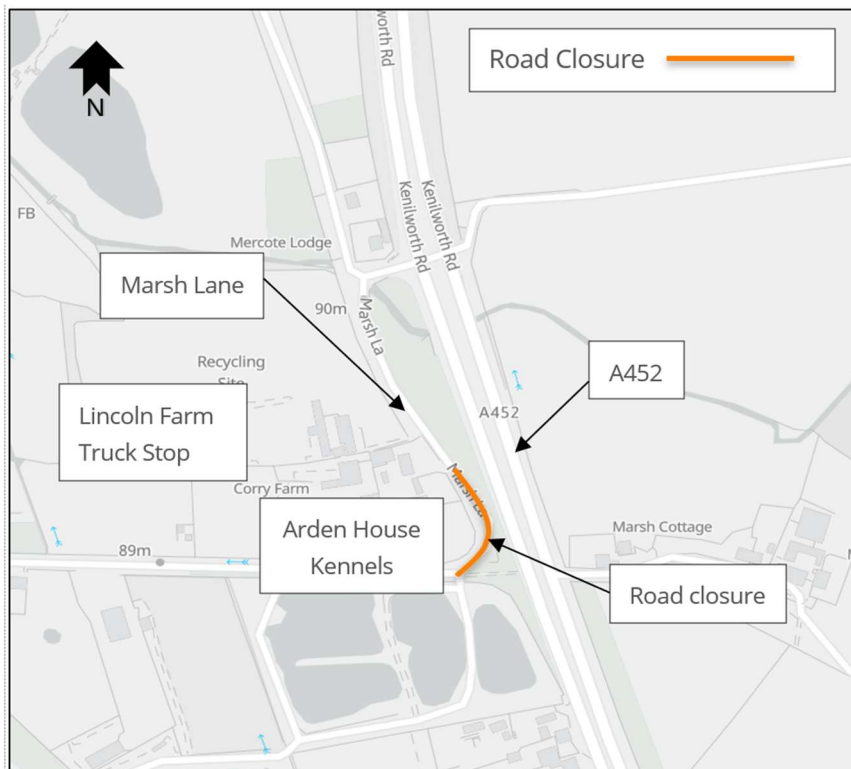 Kenilworth Rd
Road Closure
N
FB
Kenilworth Rd
Kenilworth Rd
Mercote Lodge
Marsh Lane
90m
Marsh La
Recycling
Site
A452
A452
Lincoln Farm
Truck Stop
Marsh La
Corry Farm
Arden House
Kennels
Marsh Cottage
M
89m
Road closure